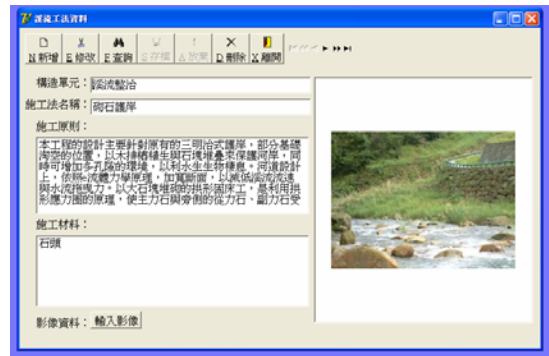 溪流工法資料
N 新增 E 修改 F 查詢 S 存檔 A 放棄 D 刪除 X 離開
構造單元：
溪流整治
施工法名稱：
砌石護岸
施工原則：
本工程的設計主要針對原有的三明治式護岸，部分基礎
淘空的位置，以木排樁植生與石塊堆疊來保護河岸，同
時可增加多孔隙的環境，以利水生生物棲息。河道設計
上，依照流體力學原理，加寬斷面，以減低溪流流速
與水流拖曳力。以大石塊堆砌的拱形固床工，是利用拱
形應力圈的原理，使主力石與旁側的從力石、副力石受
施工材料：
石頭
影像資料：
輸入影像